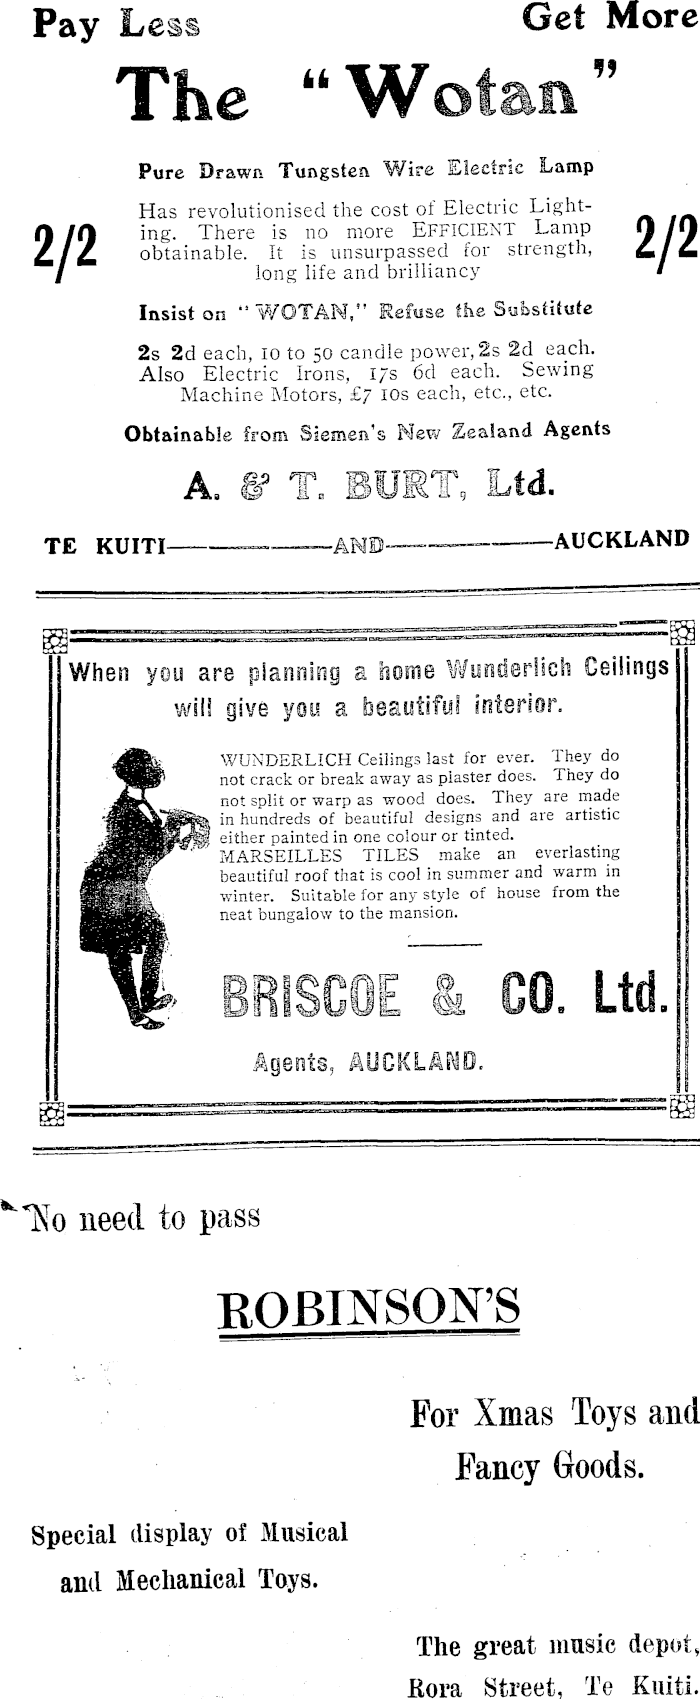 Pay Less Get More
The "Wotan"
Pure Drawn Tungsten Wire Electric Lamp
2/2
Has revolutionised the cost of Electric Light-
ing. There is no more EFFICIENT Lamp
obtainable. It is unsurpassed for strength,
long life and brilliancy
2/2
Insist on "WOTAN," Refuse the Substitute
2s 2d each, 10 to 50 candle power, 2s 2d each.
Also Electric Irons, 17s 6d each. Sewing
Machine Motors, £7 10s each, etc., etc.
Obtainable from Siemen's New Zealand Agents
A. & T. BURT, Ltd.
TE KUITI—AND—AUCKLAND
When you are planning a home Wunderlich Ceilings
will give you a beautiful interior.
WUNDERLICH Ceilings last for ever. They do
not crack or break away as plaster does. They do
not split or warp as wood does. They are made
in hundreds of beautiful designs and are artistic
either painted in one colour or tinted.
MARSEILLES TILES make an everlasting
beautiful roof that is cool in summer and warm in
winter. Suitable for any style of house from the
neat bungalow to the mansion.
BRISCOE & CO. Ltd.
Agents, AUCKLAND.
No need to pass
ROBINSON'S
For Xmas Toys and
Fancy Goods.
Special display of Musical
and Mechanical Toys.
The great music depot,
Rora Street, Te Kuiti.